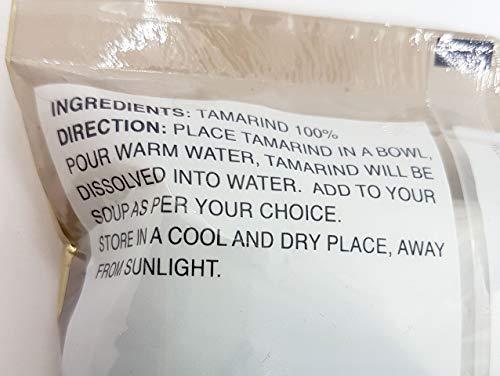 INGREDIENTS: TAMARIND 100%
DIRECTION: PLACE TAMARIND IN A BOWL,
POUR WARM WATER, TAMARIND WILL BE
DISSOLVED INTO WATER. ADD TO YOUR
SOUP AS PER YOUR CHOICE.
STORE IN A COOL AND DRY PLACE, AWAY
FROM SUNLIGHT.